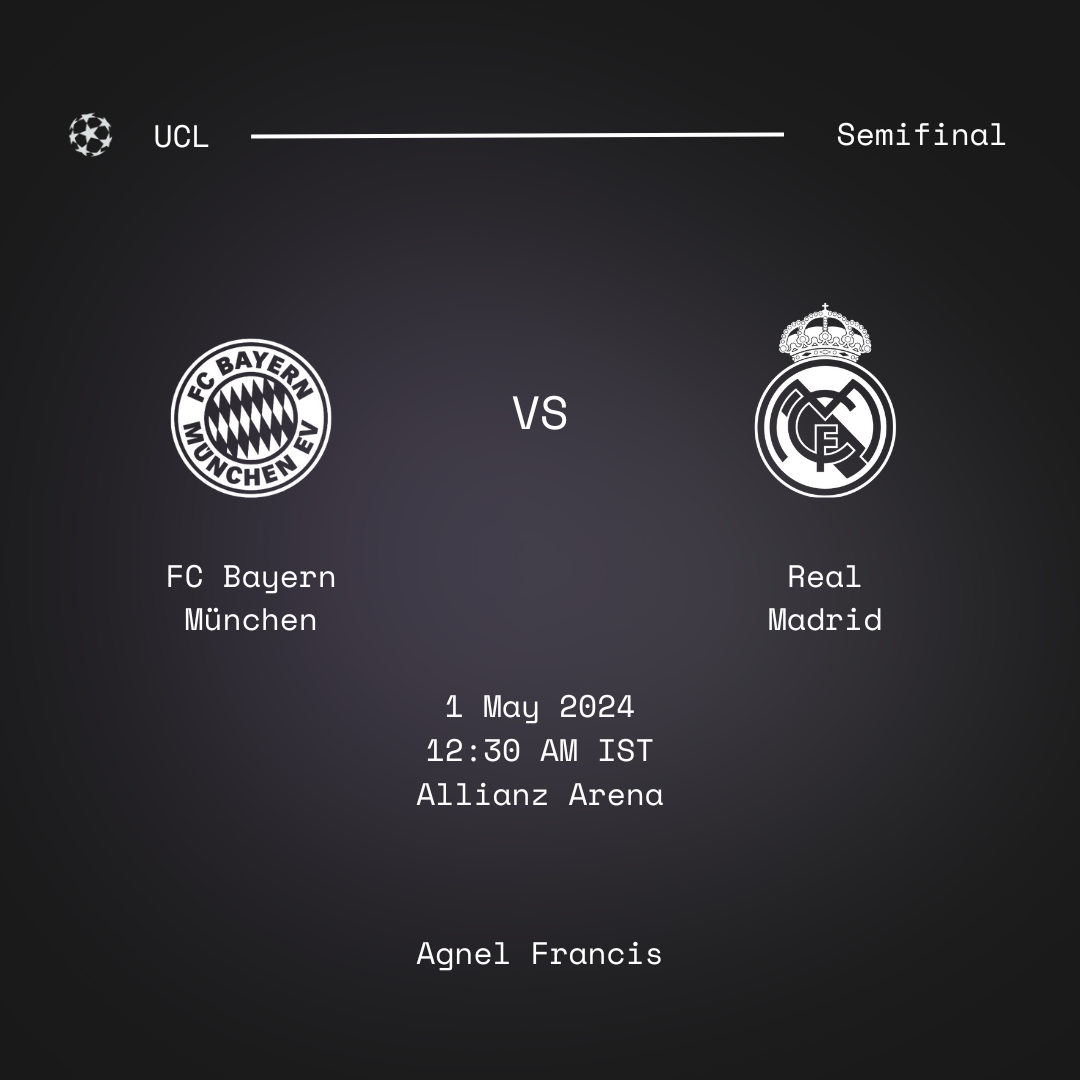 UCL
Semifinal
FC BAYERN
MÜNCHEN EV
VS
MCF
FC Bayern
München
Real
Madrid
1 May 2024
12:30 AM IST
Allianz Arena
Agnel Francis